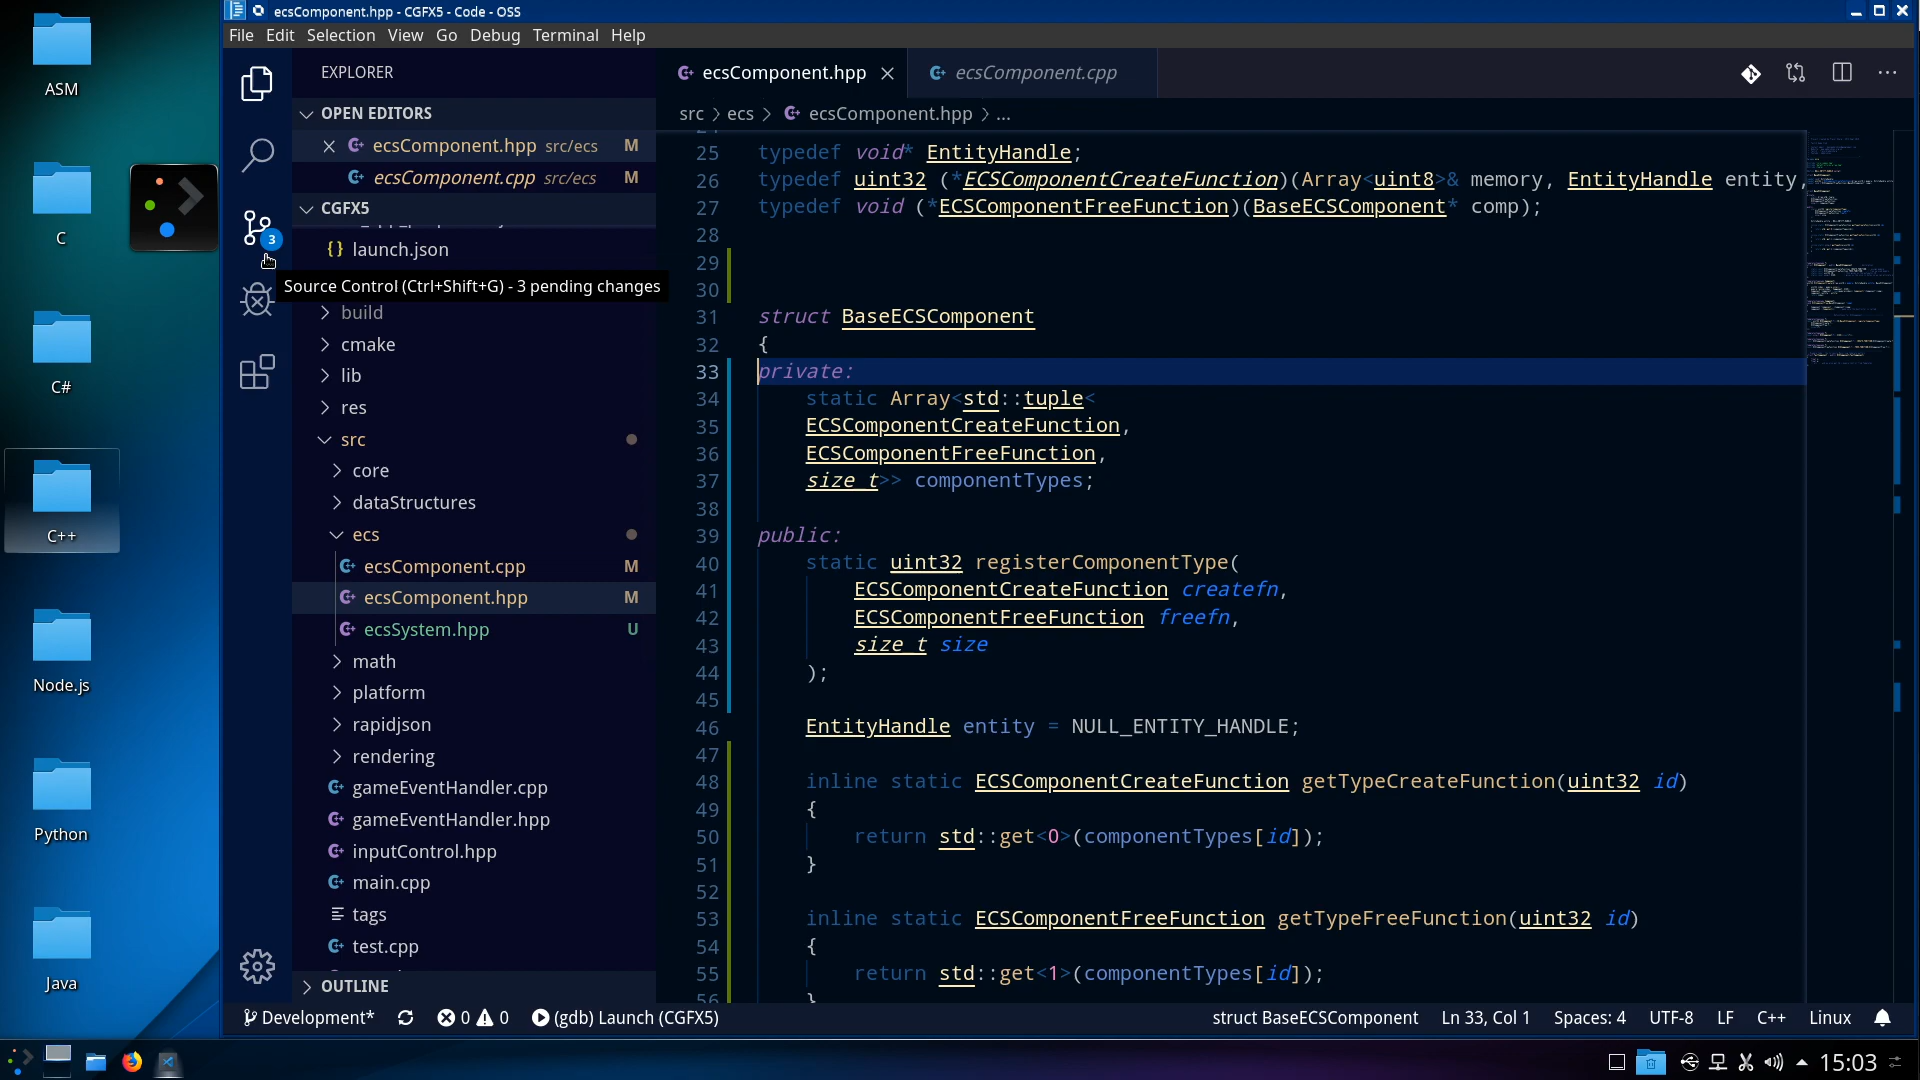 ecsComponent.hpp - CGFX5 - Code - OSS
File Edit Selection View Go Debug Terminal Help
ASM
C
C#
C++
Node.js
Python
Java
EXPLORER
OPEN EDITORS
ecsComponent.hpp src/ecs M
ecsComponent.cpp src/ecs M
CGFX5
launch.json
3
Source Control (Ctrl+Shift+G) - 3 pending changes
build
cmake
lib
res
src
core
dataStructures
ecs
ecsComponent.cpp M
ecsComponent.hpp M
ecsSystem.hpp U
math
platform
rapidjson
rendering
gameEventHandler.cpp
gameEventHandler.hpp
inputControl.hpp
main.cpp
tags
test.cpp
OUTLINE
ecsComponent.hpp
ecsComponent.cpp
src > ecs > ecsComponent.hpp > ...
25 typedef void* EntityHandle;
26 typedef uint32 (*ECSComponentCreateFunction)(Array<uint8>& memory, EntityHandle entity,
27 typedef void (*ECSComponentFreeFunction)(BaseECSComponent* comp);
28
29
30
31 struct BaseECSComponent
32 {
33 private:
34 static Array<std::tuple<
35 ECSComponentCreateFunction,
36 ECSComponentFreeFunction,
37 size_t>> componentTypes;
38
39 public:
40 static uint32 registerComponentType(
41 ECSComponentCreateFunction createfn,
42 ECSComponentFreeFunction freefn,
43 size_t size
44 );
45
46 EntityHandle entity = NULL_ENTITY_HANDLE;
47
48 inline static ECSComponentCreateFunction getTypeCreateFunction(uint32 id)
49 {
50 return std::get<0>(componentTypes[id]);
51 }
52
53 inline static ECSComponentFreeFunction getTypeFreeFunction(uint32 id)
54 {
55 return std::get<1>(componentTypes[id]);
56 }
Development* 0 0 (gdb) Launch (CGFX5) struct BaseECSComponent Ln 33, Col 1 Spaces: 4 UTF-8 LF C++ Linux
15:03